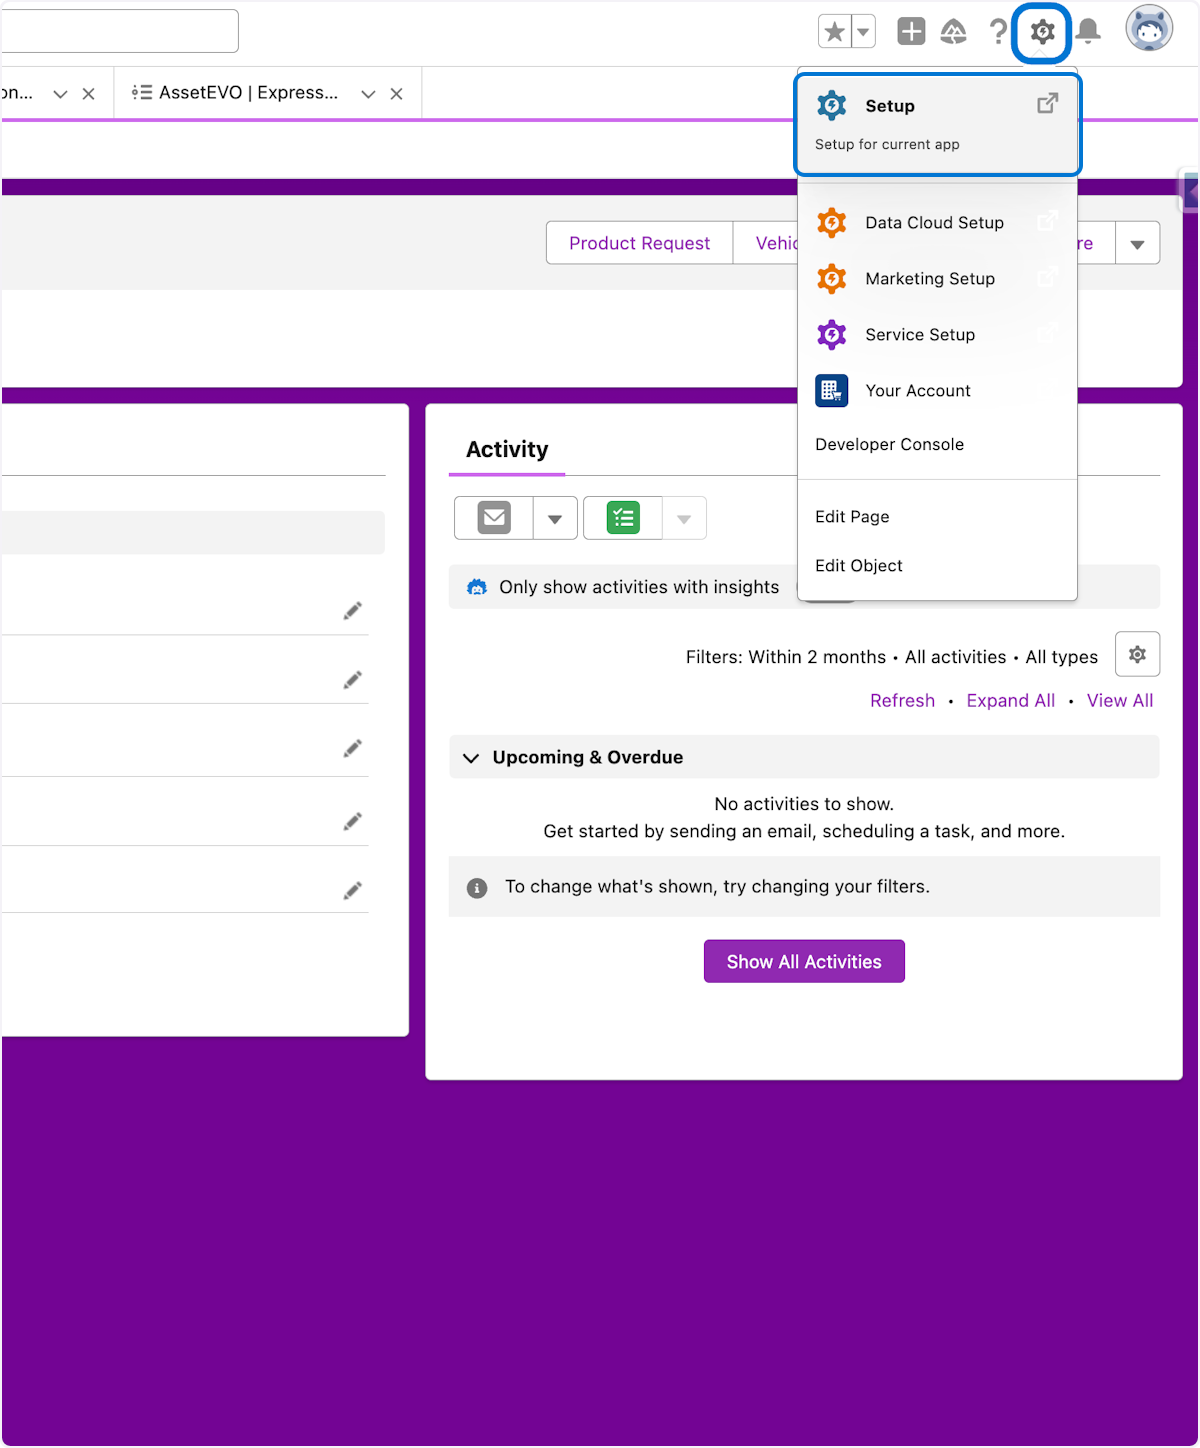 on...
AssetEVO | Express...
Setup
Setup for current app
Data Cloud Setup
Marketing Setup
Service Setup
Your Account
Developer Console
Edit Page
Edit Object
Product Request
Vehic
re
Activity
Only show activities with insights
Filters: Within 2 months • All activities • All types
Refresh • Expand All • View All
Upcoming & Overdue
No activities to show.
Get started by sending an email, scheduling a task, and more.
To change what's shown, try changing your filters.
Show All Activities